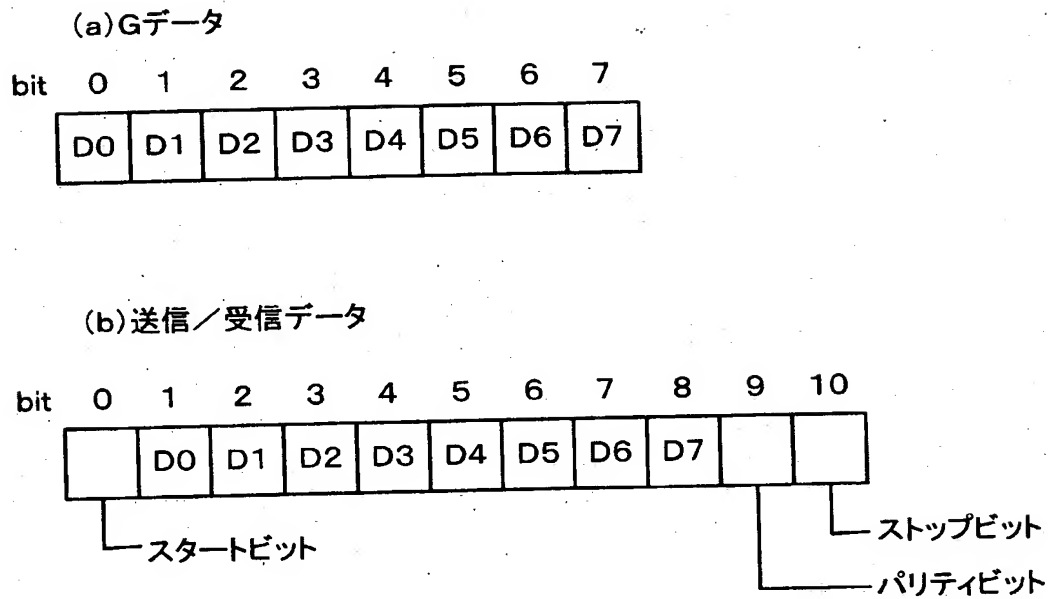 (a)Gデータ
bit 0 1 2 3 4 5 6 7
D0 D1 D2 D3 D4 D5 D6 D7
(b)送信／受信データ
bit 0 1 2 3 4 5 6 7 8 9 10
D0 D1 D2 D3 D4 D5 D6 D7
スタートビット
ストップビット
パリティビット